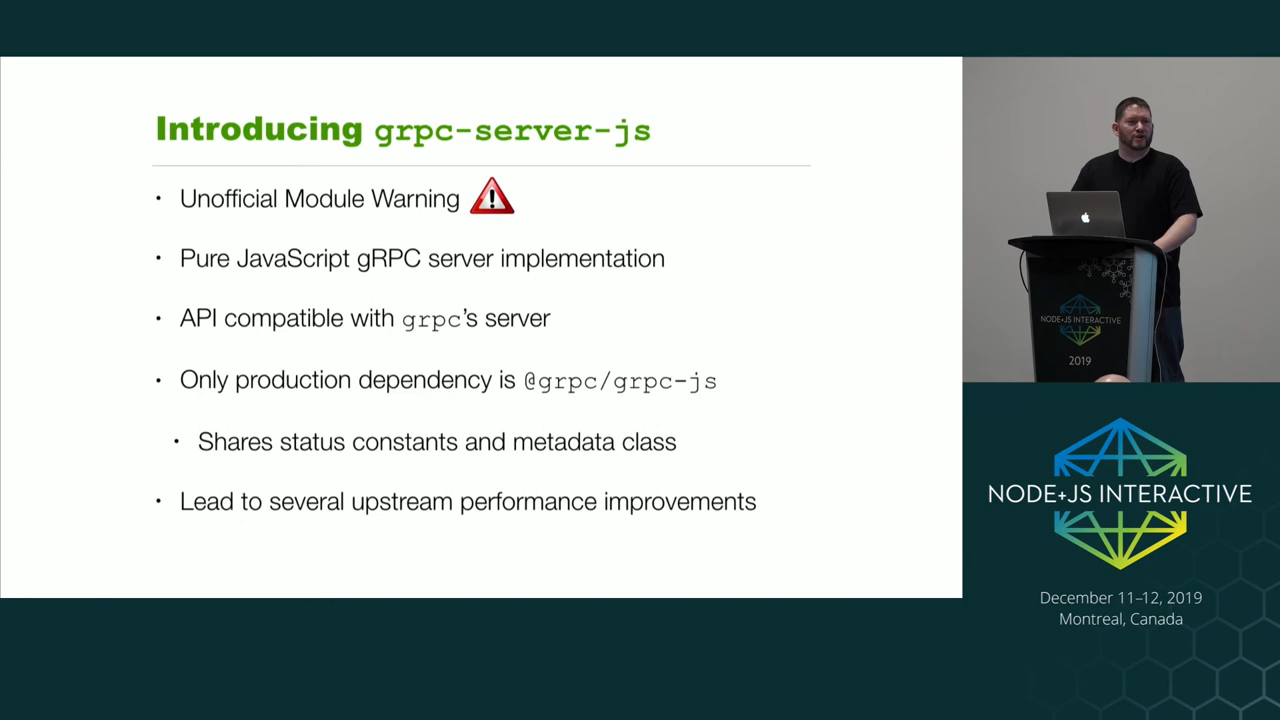 Introducing grpc-server-js
• Unofficial Module Warning
• Pure JavaScript gRPC server implementation
• API compatible with grpc’s server
• Only production dependency is @grpc/grpc-js
• Shares status constants and metadata class
• Lead to several upstream performance improvements
NODE+JS INTERACTIVE
2019
NODE+JS INTERACTIVE
December 11–12, 2019
Montreal, Canada